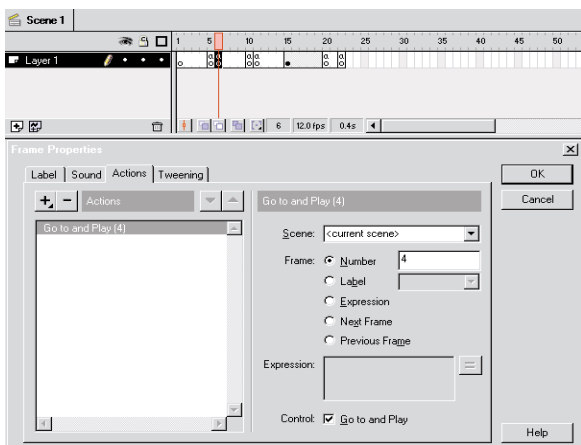 Scene 1
1 5 10 15 20 25 30 35 40 45 50
Layer 1
a a a a a a
6 12.0 fps 0.4s
Frame Properties
Label Sound Actions Tweening
OK
Cancel
+ - Actions
Go to and Play (4)
Go to and Play (4)
Scene: <current scene>
Frame: Number 4
Label
Expression
Next Frame
Previous Frame
Expression: =
Control: Go to and Play
Help